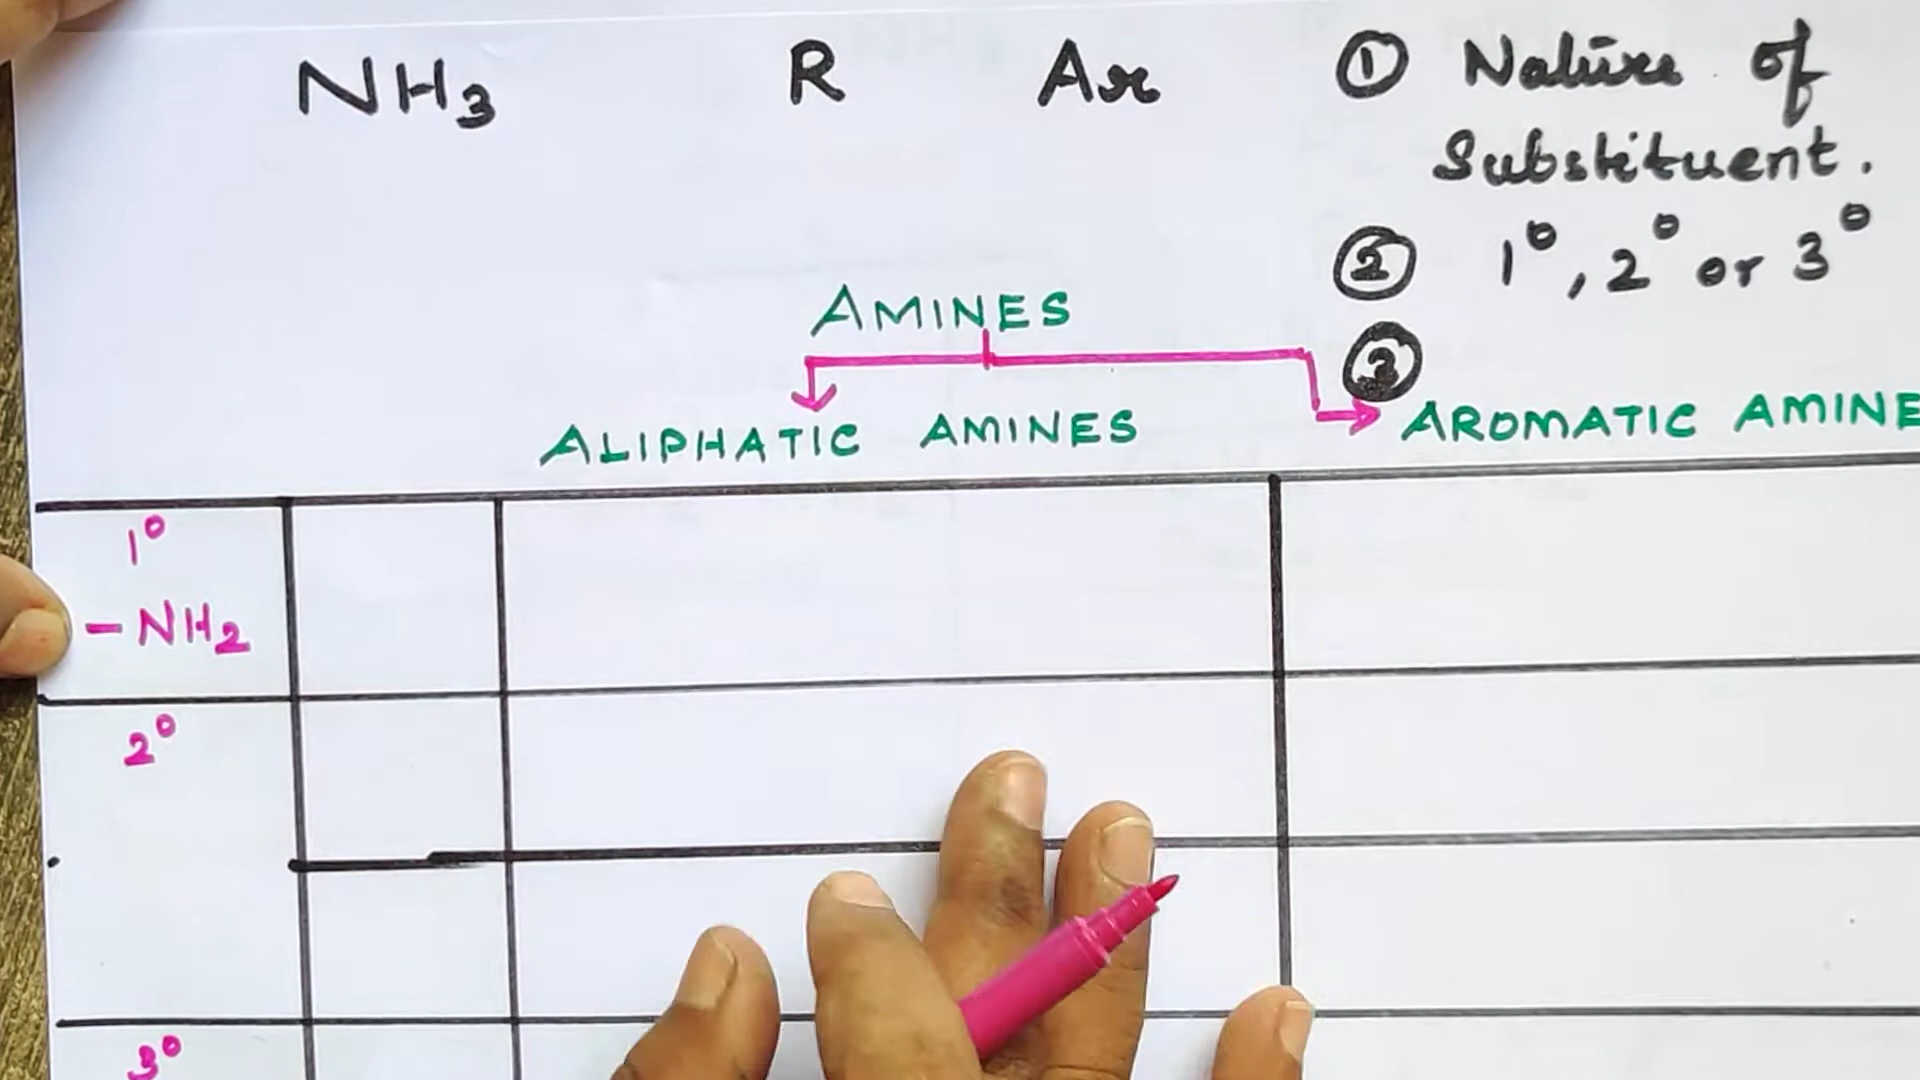 NH3 R Ar
① Nature of
Substituent.
② 1°, 2° or 3°
③
AMINES
ALIPHATIC AMINES
AROMATIC AMINE
1°
- NH2
2°
3°